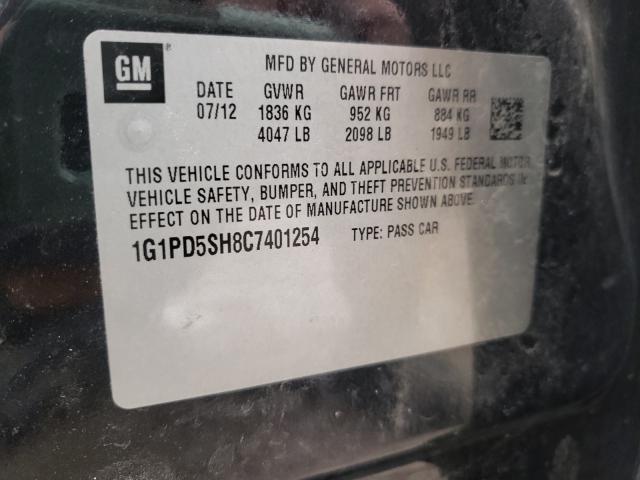 GM
®
MFD BY GENERAL MOTORS LLC
DATE GVWR GAWR FRT GAWR RR
07/12 1836 KG 952 KG 884 KG
4047 LB 2098 LB 1949 LB
THIS VEHICLE CONFORMS TO ALL APPLICABLE U.S. FEDERAL MOTOR
VEHICLE SAFETY, BUMPER, AND THEFT PREVENTION STANDARDS IN
EFFECT ON THE DATE OF MANUFACTURE SHOWN ABOVE.
1G1PD5SH8C7401254 TYPE: PASS CAR